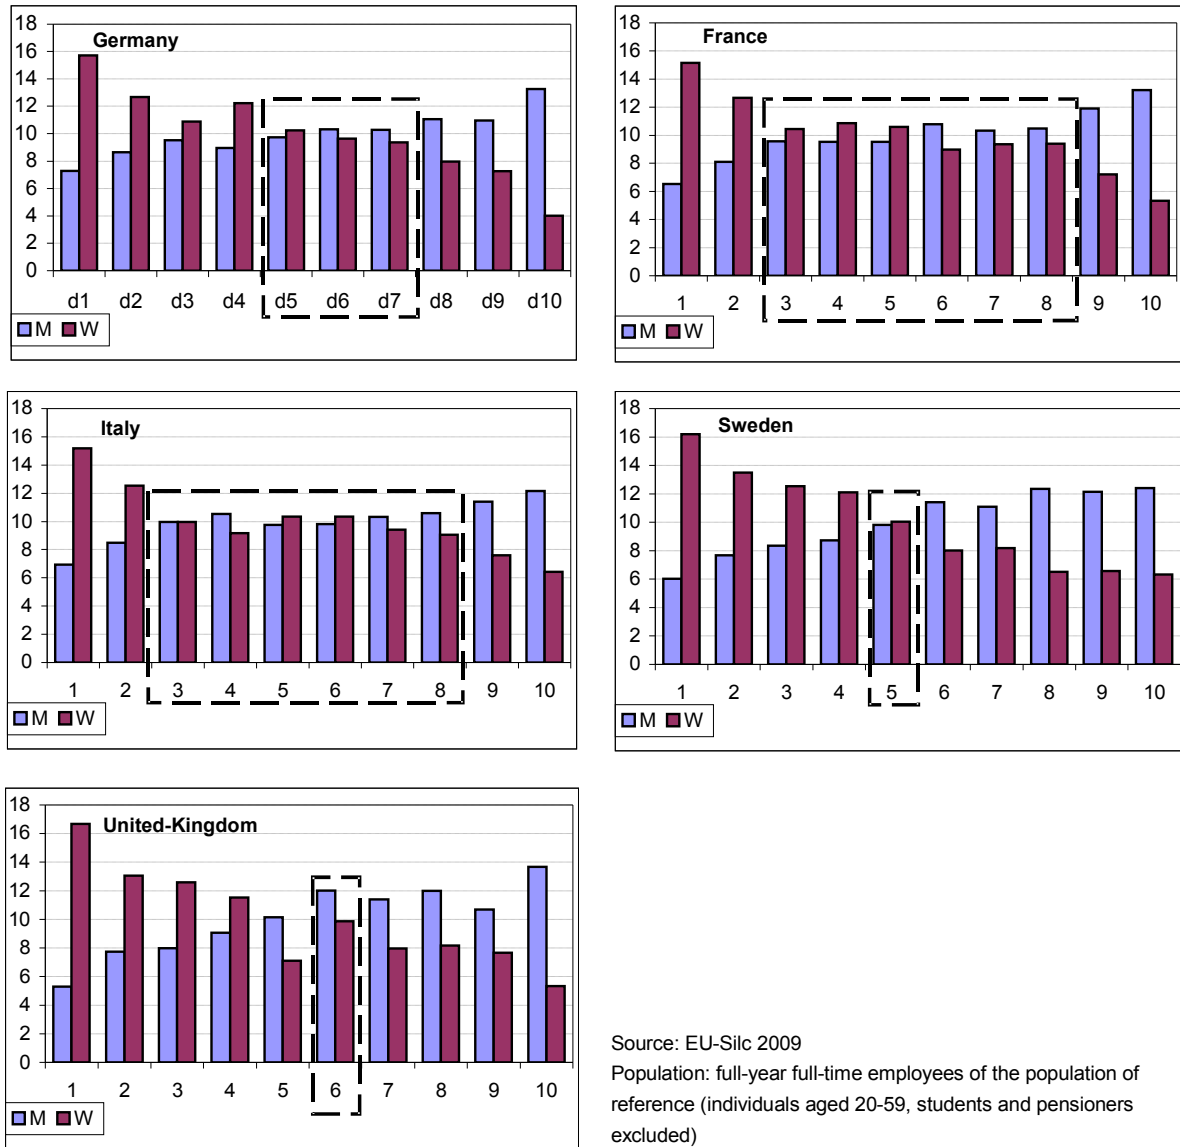 Germany
18
16
14
12
10
8
6
4
2
0
d1 d2 d3 d4 d5 d6 d7 d8 d9 d10
M W
France
18
16
14
12
10
8
6
4
2
0
1 2 3 4 5 6 7 8 9 10
M W
Italy
18
16
14
12
10
8
6
4
2
0
1 2 3 4 5 6 7 8 9 10
M W
Sweden
18
16
14
12
10
8
6
4
2
0
1 2 3 4 5 6 7 8 9 10
M W
United-Kingdom
18
16
14
12
10
8
6
4
2
0
1 2 3 4 5 6 7 8 9 10
M W
Source: EU-Silc 2009
Population: full-year full-time employees of the population of
reference (individuals aged 20-59, students and pensioners
excluded)